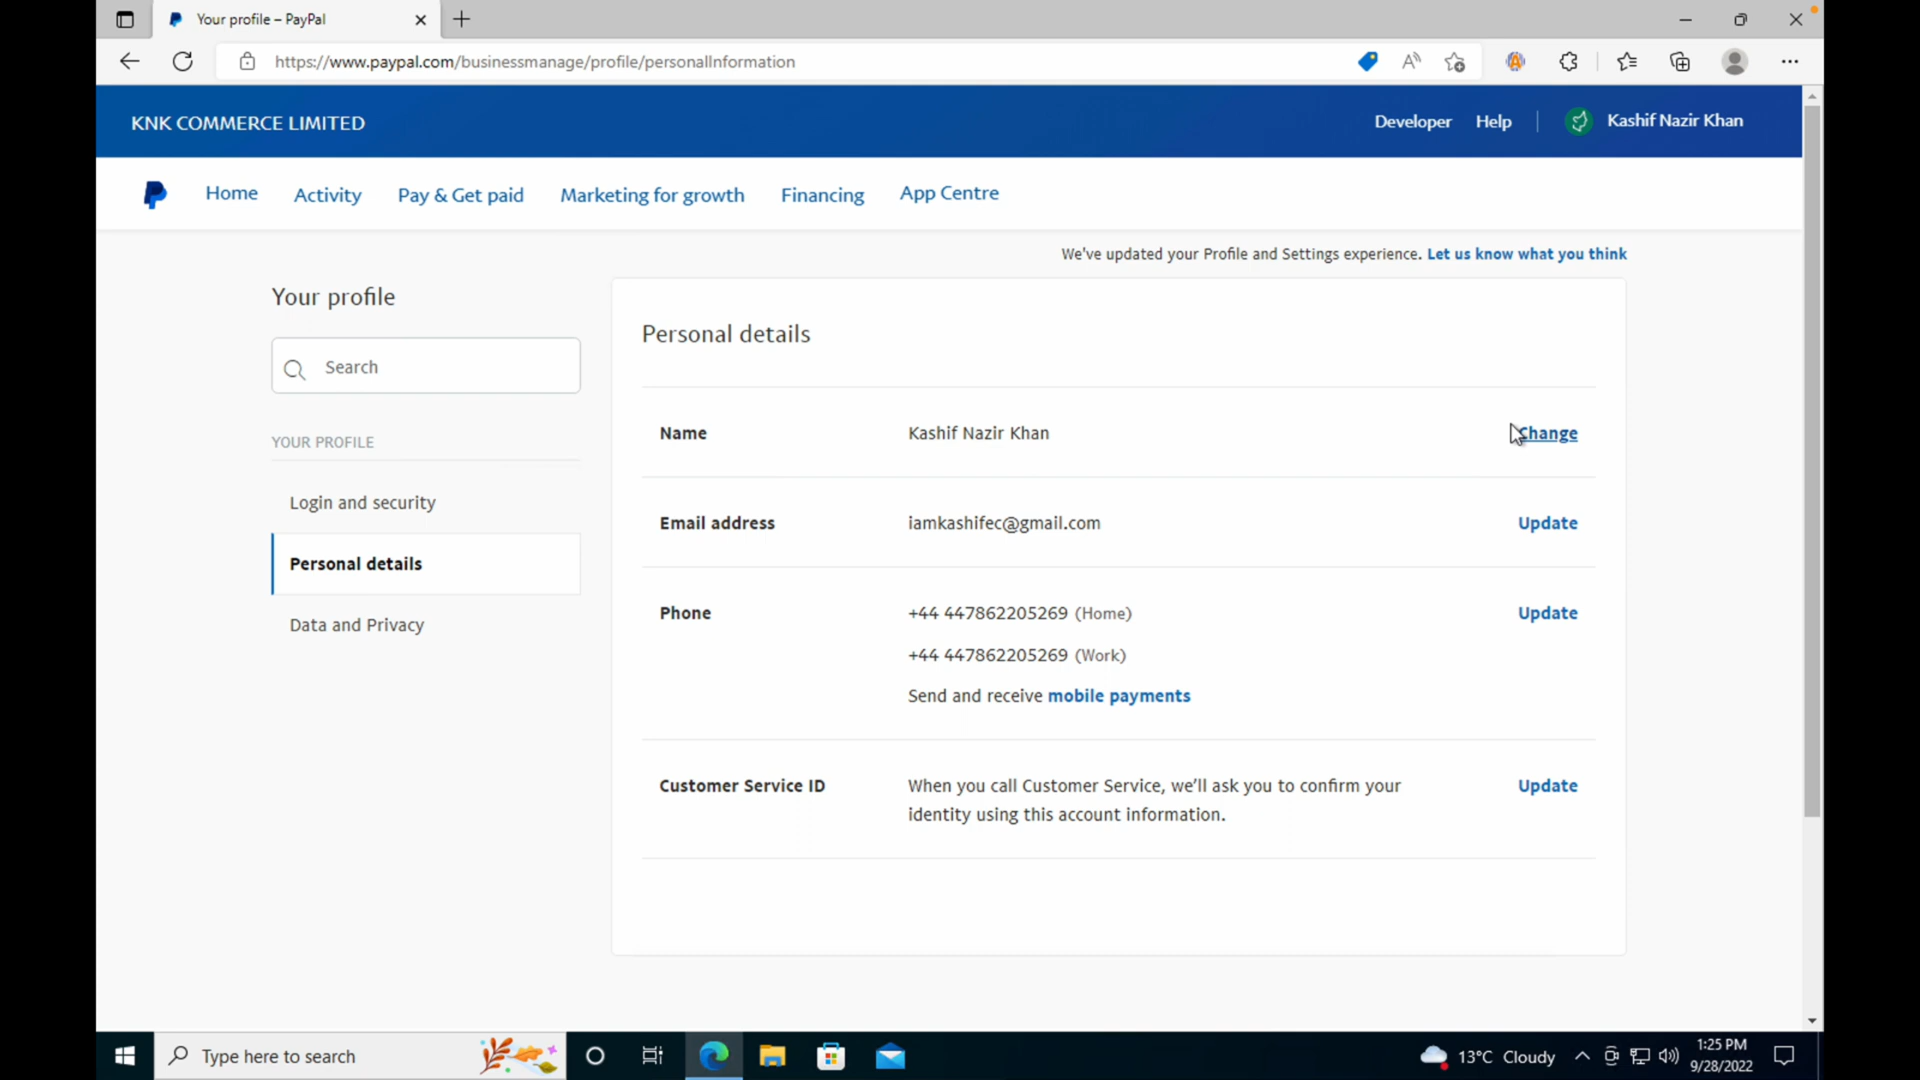 Your profile – PayPal
https://www.paypal.com/businessmanage/profile/personalInformation
KNK COMMERCE LIMITED
Developer Help Kashif Nazir Khan
Home Activity Pay & Get paid Marketing for growth Financing App Centre
We've updated your Profile and Settings experience. Let us know what you think
Your profile
Search
YOUR PROFILE
Login and security
Personal details
Data and Privacy
Personal details
Name Kashif Nazir Khan Change
Email address iamkashifec@gmail.com Update
Phone +44 447862205269 (Home) Update
+44 447862205269 (Work)
Send and receive mobile payments
Customer Service ID When you call Customer Service, we'll ask you to confirm your Update
identity using this account information.
Type here to search
13°C Cloudy
1:25 PM
9/28/2022